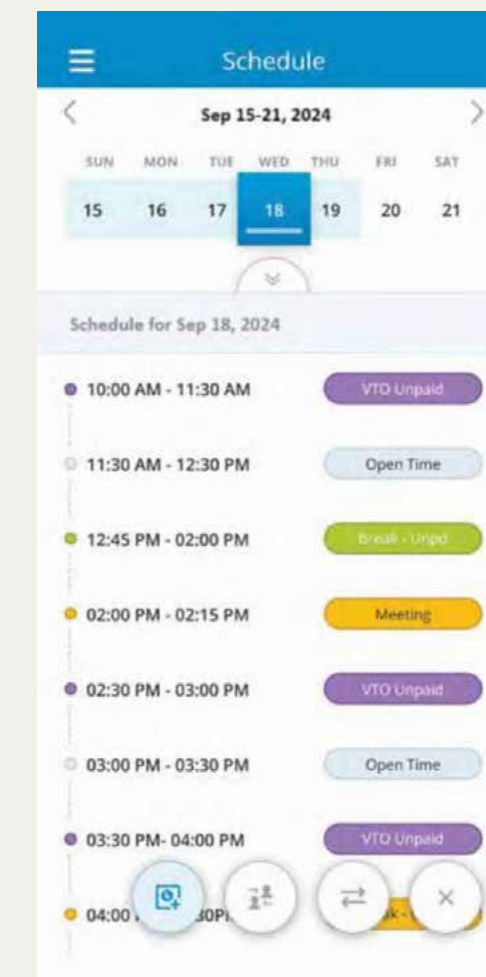 Schedule
Sep 15-21, 2024
SUN MON TUE WED THU FRI SAT
15 16 17 18 19 20 21
Schedule for Sep 18, 2024
10:00 AM - 11:30 AM VTO Unpaid
11:30 AM - 12:30 PM Open Time
12:45 PM - 02:00 PM Break - Unpd
02:00 PM - 02:15 PM Meeting
02:30 PM - 03:00 PM VTO Unpaid
03:00 PM - 03:30 PM Open Time
03:30 PM- 04:00 PM VTO Unpaid
04:00